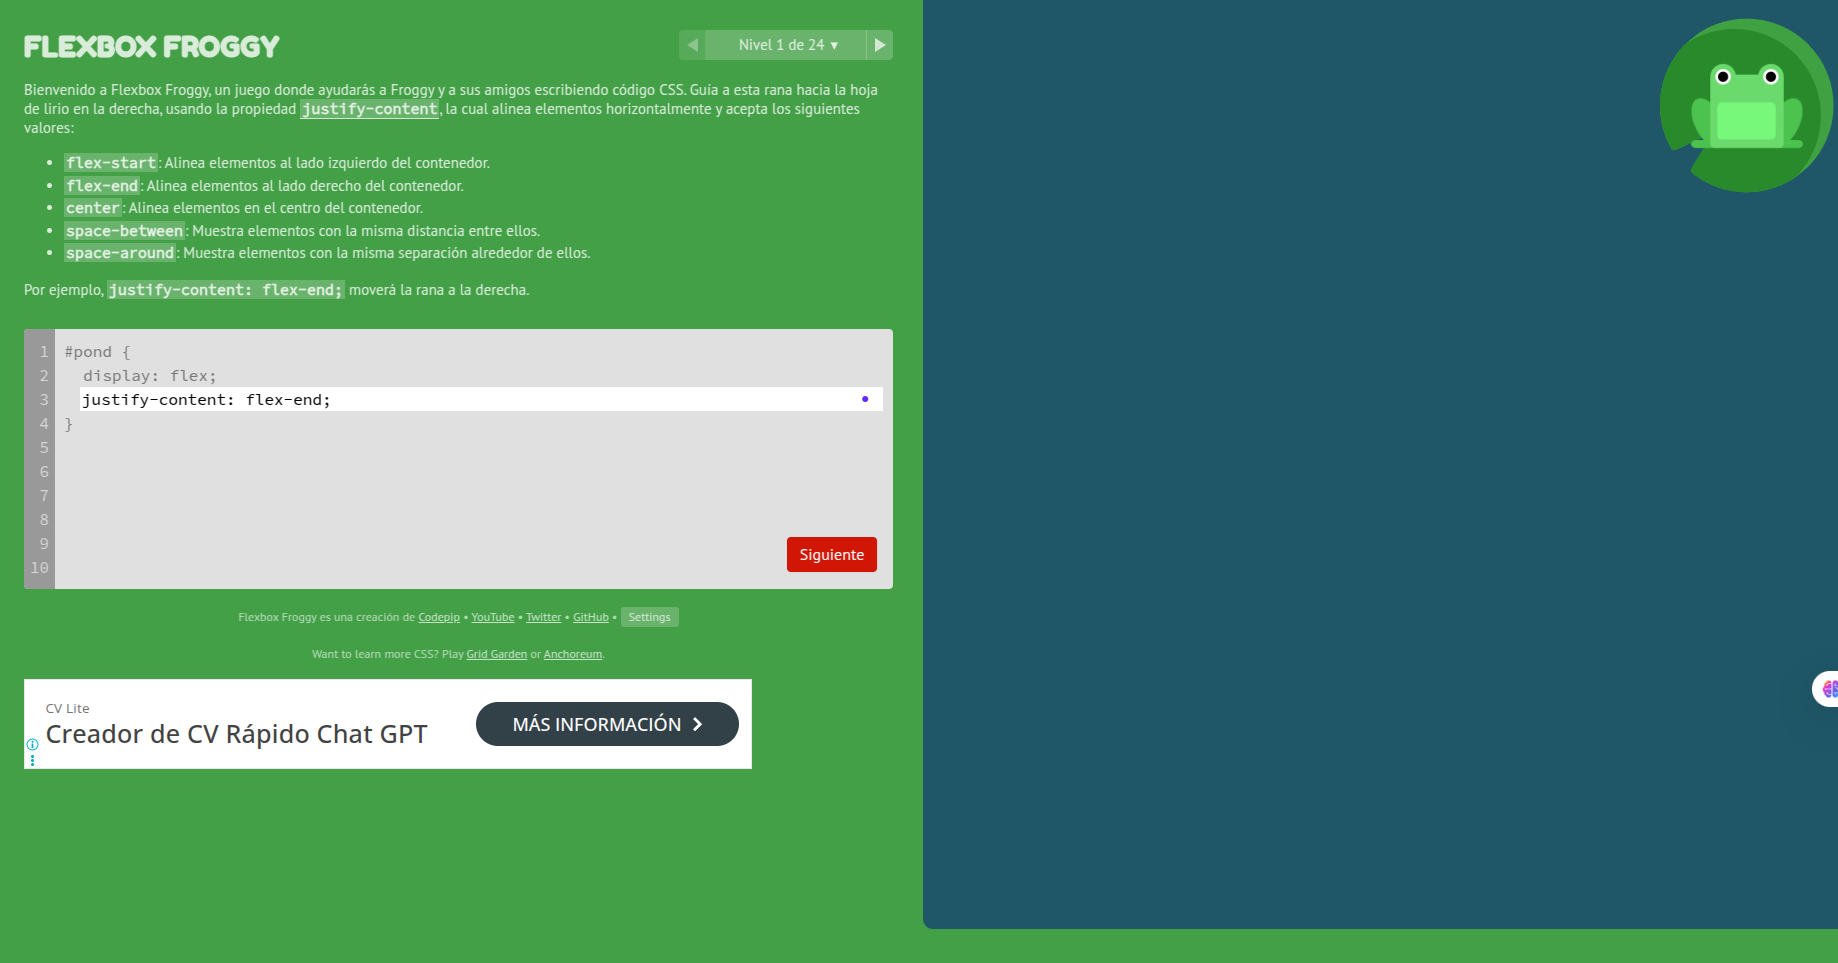 FLEXBOX FROGGY
Nivel 1 de 24 ▾
Bienvenido a Flexbox Froggy, un juego donde ayudarás a Froggy y a sus amigos escribiendo código CSS. Guía a esta rana hacia la hoja
de lirio en la derecha, usando la propiedad justify-content, la cual alinea elementos horizontalmente y acepta los siguientes
valores:
• flex-start: Alinea elementos al lado izquierdo del contenedor.
• flex-end: Alinea elementos al lado derecho del contenedor.
• center: Alinea elementos en el centro del contenedor.
• space-between: Muestra elementos con la misma distancia entre ellos.
• space-around: Muestra elementos con la misma separación alrededor de ellos.
Por ejemplo, justify-content: flex-end; moverá la rana a la derecha.
1 #pond {
2 display: flex;
3 justify-content: flex-end;
4 }
5
6
7
8
9
10
Siguiente
Flexbox Froggy es una creación de Codepip • YouTube • Twitter • GitHub • Settings
Want to learn more CSS? Play Grid Garden or Anchoreum.
CV Lite
Creador de CV Rápido Chat GPT
MÁS INFORMACIÓN